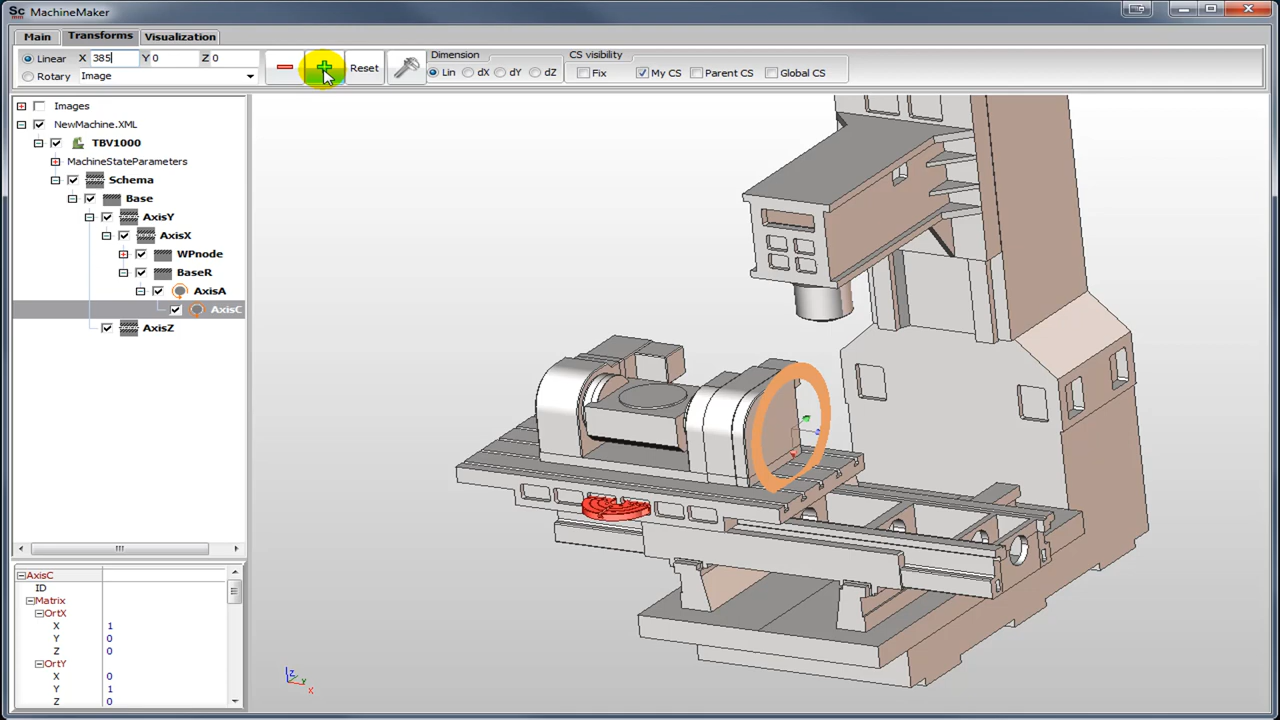 Sc MachineMaker
Main Transforms Visualization
Linear X 385 Y 0 Z 0
Rotary Image
Reset
Dimension
Lin dX dY dZ
CS visibility
Fix My CS Parent CS Global CS
Images
NewMachine.XML
TBV1000
MachineStateParameters
Schema
Base
AxisY
AxisX
WPnode
BaseR
AxisA
AxisC
AxisZ
AxisC
ID
Matrix
OrtX
X 1
Y 0
Z 0
OrtY
X 0
Y 1
Z 0
Z
Y
X